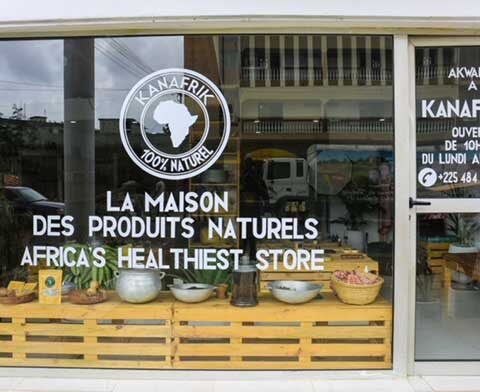 KANAFRIK
100% NATUREL
LA MAISON
DES PRODUITS NATURELS
AFRICA'S HEALTHIEST STORE
AKWA
A
KANAF
OUVE
DE 10H
DU LUNDI A
+225 484